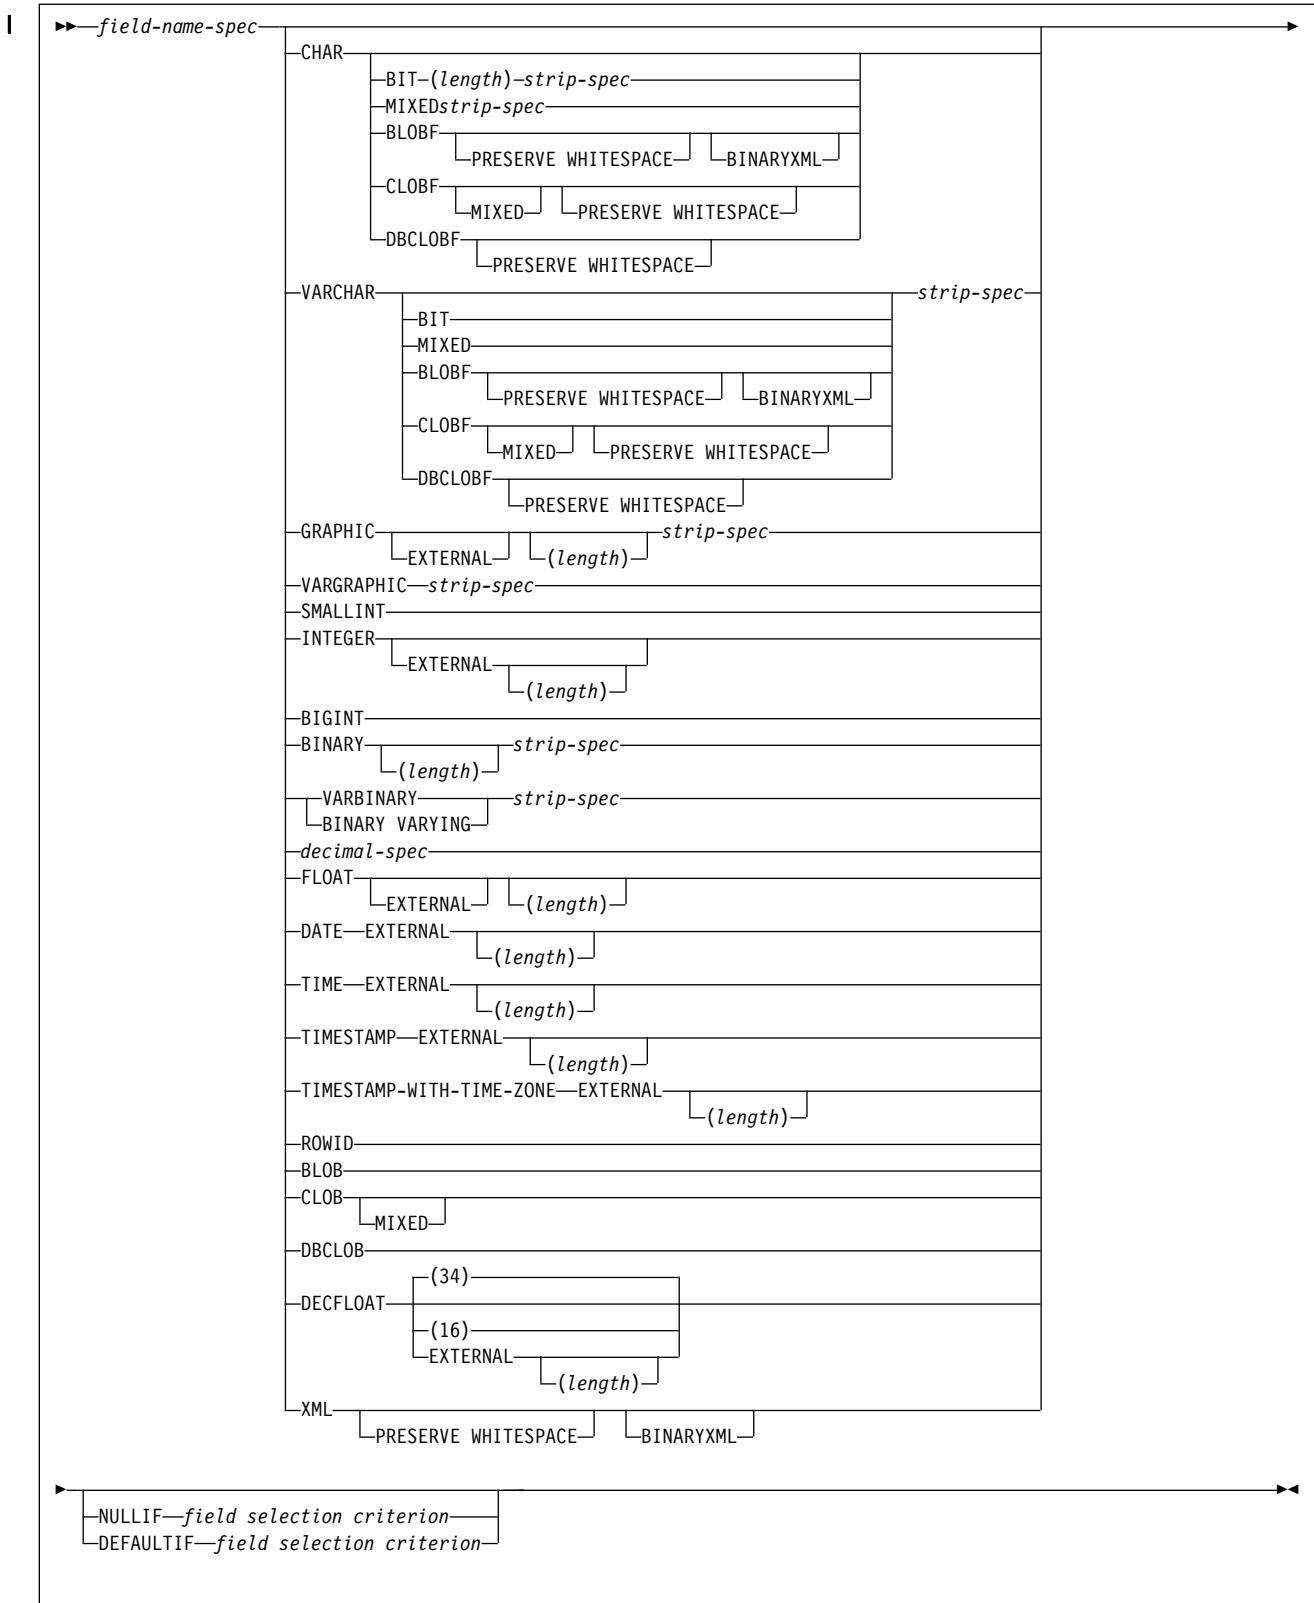 field-name-spec
CHAR
BIT (length) strip-spec
MIXEDstrip-spec
BLOBF
PRESERVE WHITESPACE BINARYXML
CLOBF
MIXED PRESERVE WHITESPACE
DBCLOBF
PRESERVE WHITESPACE
VARCHAR strip-spec
BIT
MIXED
BLOBF
PRESERVE WHITESPACE BINARYXML
CLOBF
MIXED PRESERVE WHITESPACE
DBCLOBF
PRESERVE WHITESPACE
GRAPHIC strip-spec
EXTERNAL (length)
VARGRAPHIC strip-spec
SMALLINT
INTEGER
EXTERNAL
(length)
BIGINT
BINARY strip-spec
(length)
VARBINARY strip-spec
BINARY VARYING
decimal-spec
FLOAT
EXTERNAL (length)
DATE EXTERNAL
(length)
TIME EXTERNAL
(length)
TIMESTAMP EXTERNAL
(length)
TIMESTAMP-WITH-TIME-ZONE EXTERNAL
(length)
ROWID
BLOB
CLOB
MIXED
DBCLOB
(34)
DECFLOAT
(16)
EXTERNAL
(length)
XML
PRESERVE WHITESPACE BINARYXML
NULLIF field selection criterion
DEFAULTIF field selection criterion